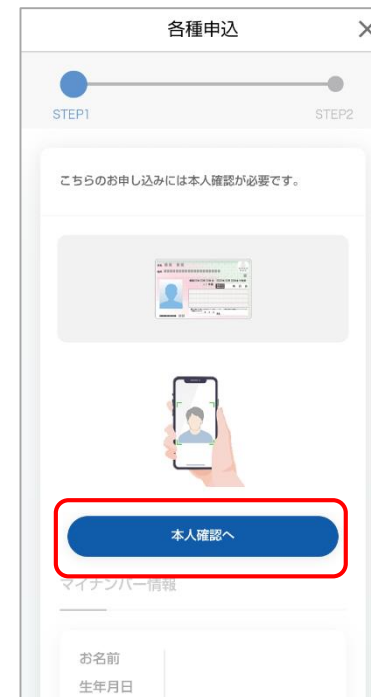 各種申込
STEP1
STEP2
こちらのお申し込みには本人確認が必要です。
本人確認へ
マイナンバー情報
お名前
生年月日